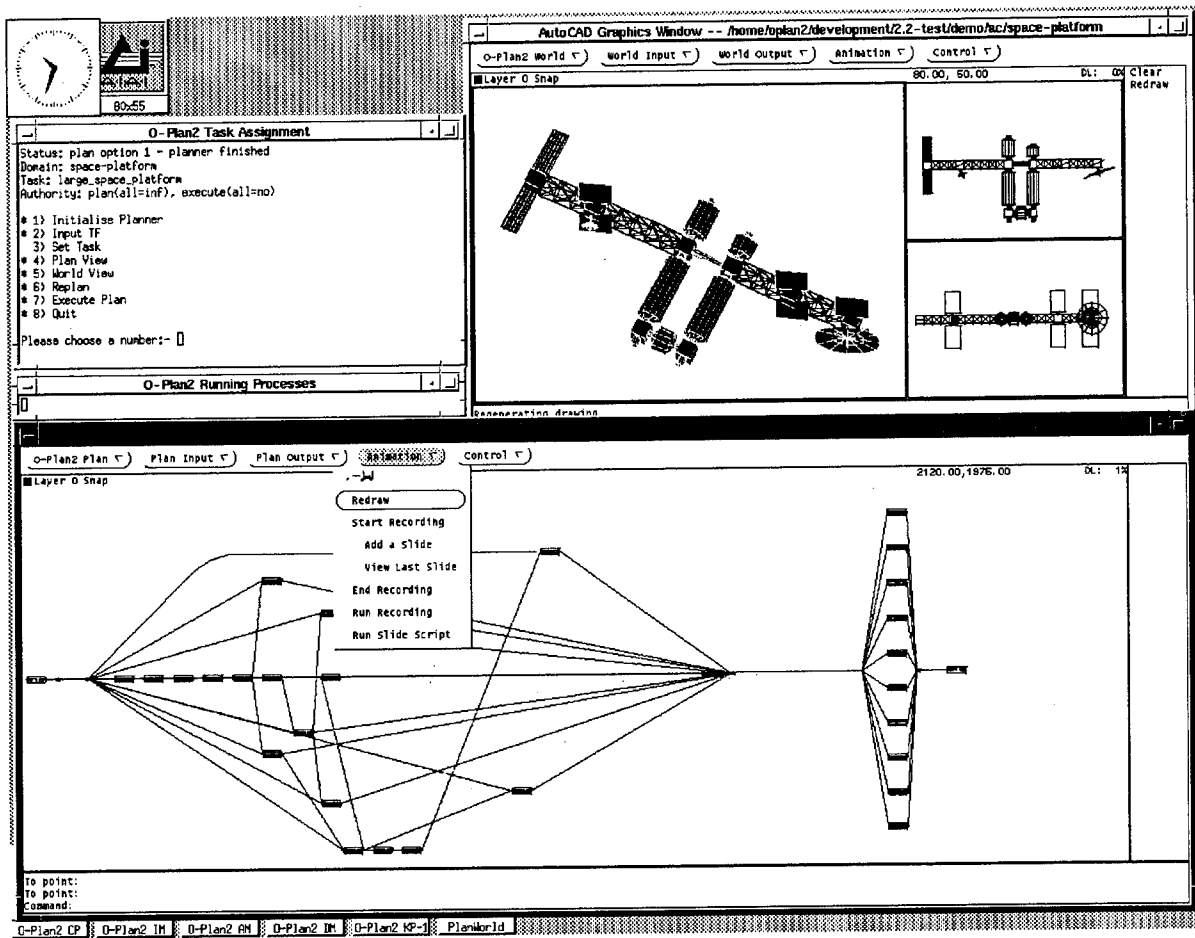 AIAI
80x55
O-Plan2 Task Assignment
Status: plan option 1 - planner finished
Domain: space-platform
Task: large_space_platform
Authority: plan(all=inf), execute(all=no)
* 1) Initialise Planner
* 2) Input TF
3) Set Task
* 4) Plan View
* 5) World View
* 6) Replan
* 7) Execute Plan
* 8) Quit
Please choose a number:-
O-Plan2 Running Processes
AutoCAD Graphics Window -- /home/oplan2/development/2.2-test/demo/ac/space-platform
O-Plan2 World World Input World Output Animation Control
Layer 0 Snap 80.00, 50.00 DL: 0% Clear
Redraw
Regenerating drawing
O-Plan2 Plan Plan Input Plan Output Animation Control
Layer 0 Snap 2120.00,1976.00 DL: 1%
Redraw
Start Recording
Add a Slide
View Last Slide
End Recording
Run Recording
Run Slide Script
To point:
To point:
Command:
O-Plan2 CP O-Plan2 IM O-Plan2 AM O-Plan2 DM O-Plan2 KP-1 PlanWorld